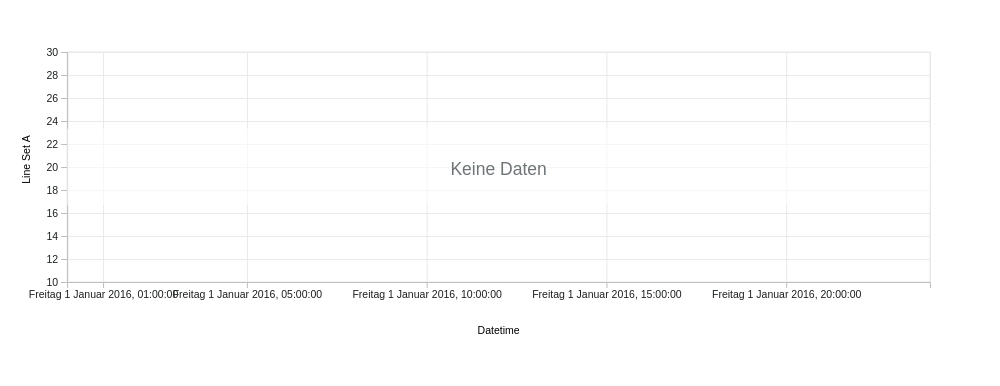 30
28
26
24
22
20
18
16
14
12
10
Line Set A
Keine Daten
Freitag 1 Januar 2016, 01:00:00
Freitag 1 Januar 2016, 05:00:00
Freitag 1 Januar 2016, 10:00:00
Freitag 1 Januar 2016, 15:00:00
Freitag 1 Januar 2016, 20:00:00
Datetime